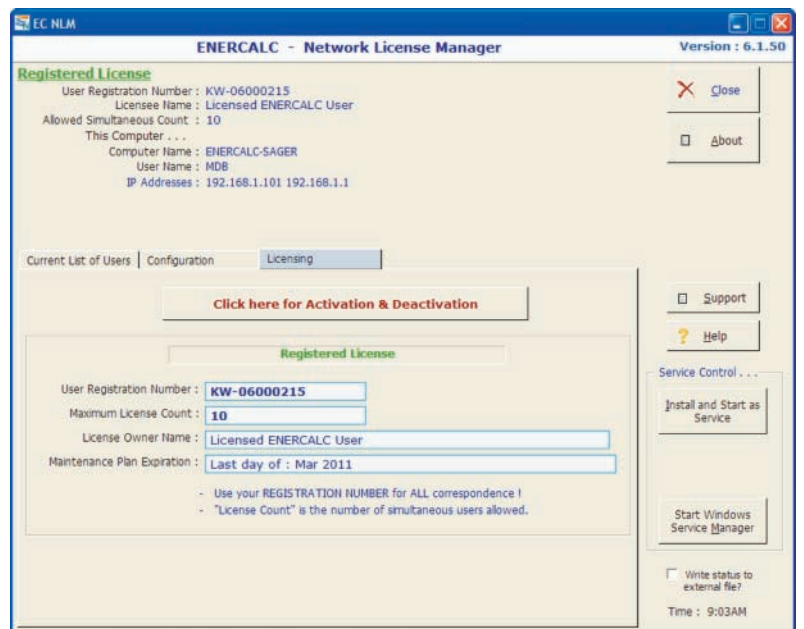 EC NLM
ENERCALC - Network License Manager
Version : 6.1.50
Registered License
User Registration Number : KW-06000215
Licensee Name : Licensed ENERCALC User
Allowed Simultaneous Count : 10
This Computer . . .
Computer Name : ENERCALC-SAGER
User Name : MDB
IP Addresses : 192.168.1.101 192.168.1.1
Close
About
Current List of Users
Configuration
Licensing
Click here for Activation & Deactivation
Registered License
User Registration Number : KW-06000215
Maximum License Count : 10
License Owner Name : Licensed ENERCALC User
Maintenance Plan Expiration : Last day of : Mar 2011
- Use your REGISTRATION NUMBER for ALL correspondence !
- "License Count" is the number of simultaneous users allowed.
Support
? Help
Service Control . . .
Install and Start as
Service
Start Windows
Service Manager
Write status to
external file?
Time : 9:03AM